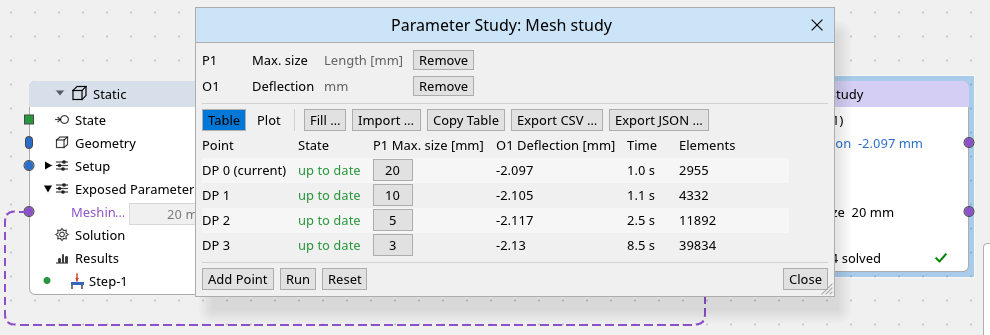 Parameter Study: Mesh study
P1 Max. size Length [mm] Remove
O1 Deflection mm Remove
Table Plot Fill ... Import ... Copy Table Export CSV ... Export JSON ...
Point State P1 Max. size [mm] O1 Deflection [mm] Time Elements
DP 0 (current) up to date 20 -2.097 1.0 s 2955
DP 1 up to date 10 -2.105 1.1 s 4332
DP 2 up to date 5 -2.117 2.5 s 11892
DP 3 up to date 3 -2.13 8.5 s 39834
Add Point Run Reset Close
Static
State
Geometry
Setup
Exposed Parameter
Meshin... 20 m
Solution
Results
Step-1
tudy
1)
on -2.097 mm
ze 20 mm
solved